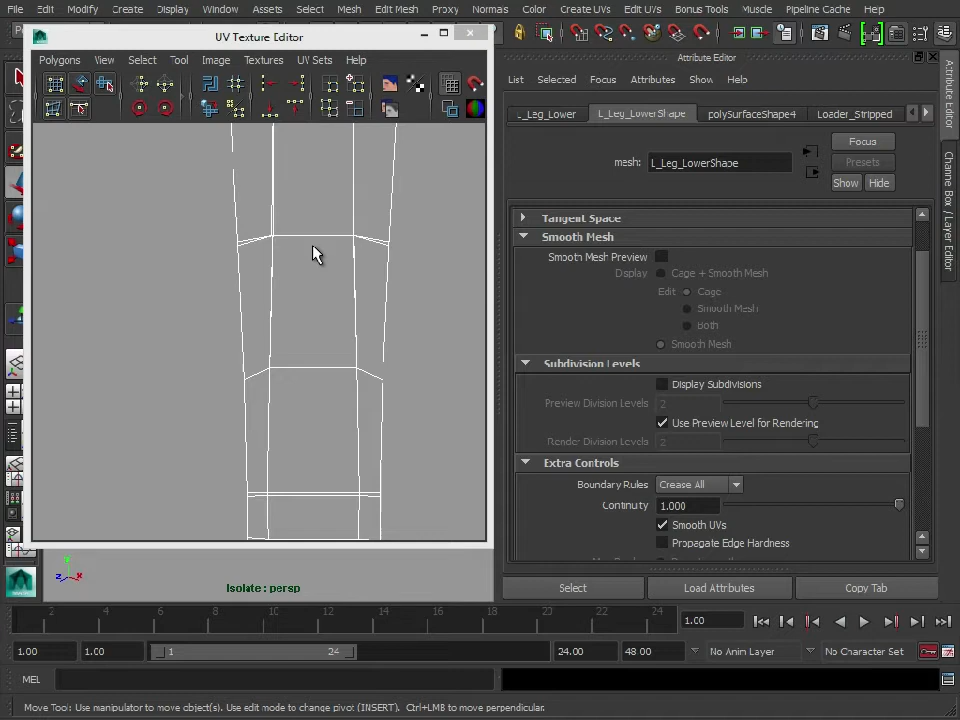 File Edit Modify Create Display Window Assets Select Mesh Edit Mesh Proxy Normals Color Create UVs Edit UVs Bonus Tools Muscle Pipeline Cache Help
UV Texture Editor
Polygons View Select Tool Image Textures UV Sets Help
Attribute Editor
List Selected Focus Attributes Show Help
L_Leg_Lower L_Leg_LowerShape polySurfaceShape4 Loader_Stripped
mesh: L_Leg_LowerShape
Focus
Presets
Show Hide
Tangent Space
Smooth Mesh
Smooth Mesh Preview
Display Cage + Smooth Mesh
Edit Cage
Smooth Mesh
Both
Smooth Mesh
Subdivision Levels
Display Subdivisions
Preview Division Levels 2
Use Preview Level for Rendering
Render Division Levels 2
Extra Controls
Boundary Rules Crease All
Continuity 1.000
Smooth UVs
Propagate Edge Hardness
Select Load Attributes Copy Tab
Attribute Editor
Channel Box / Layer Editor
y
z x
Isolate : persp
2 4 6 8 10 12 14 16 18 20 22 24
1.00
1.00 1.00 1 24 24.00 48.00 No Anim Layer No Character Set
MEL
Move Tool: Use manipulator to move object(s). Use edit mode to change pivot (INSERT). Ctrl+LMB to move perpendicular.